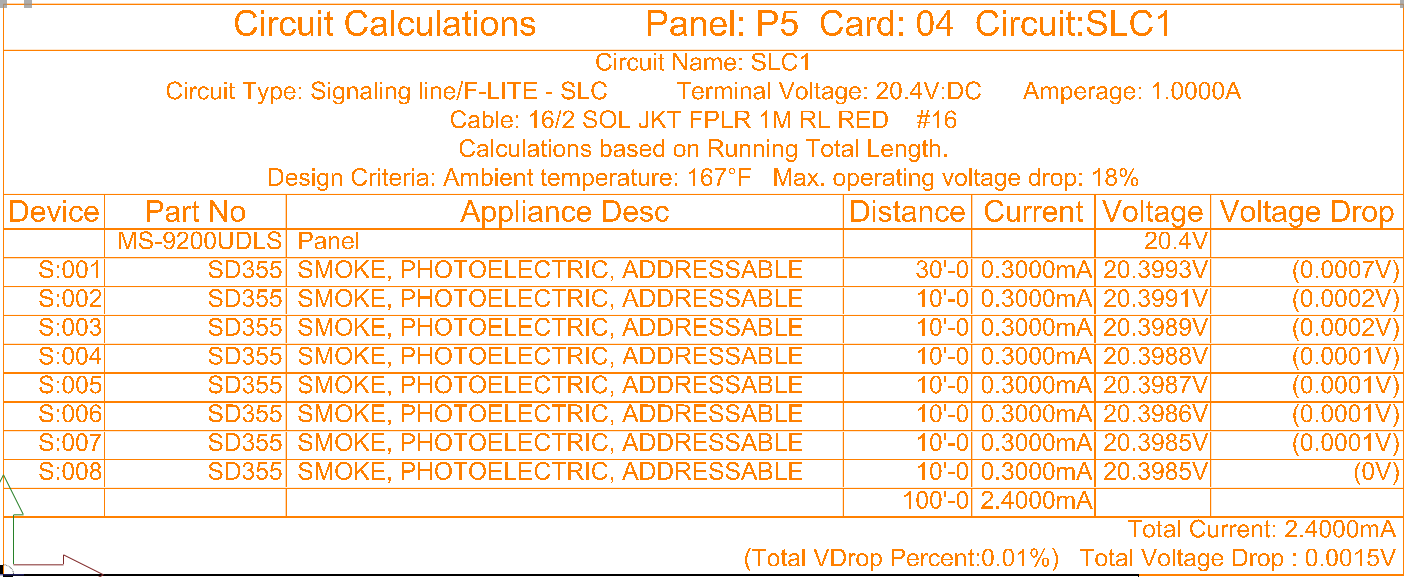 Circuit Calculations Panel: P5 Card: 04 Circuit:SLC1
Circuit Name: SLC1
Circuit Type: Signaling line/F-LITE - SLC Terminal Voltage: 20.4V:DC Amperage: 1.0000A
Cable: 16/2 SOL JKT FPLR 1M RL RED #16
Calculations based on Running Total Length.
Design Criteria: Ambient temperature: 167°F Max. operating voltage drop: 18%
Device Part No Appliance Desc Distance Current Voltage Voltage Drop
MS-9200UDLS Panel 20.4V
S:001 SD355 SMOKE, PHOTOELECTRIC, ADDRESSABLE 30'-0 0.3000mA 20.3993V (0.0007V)
S:002 SD355 SMOKE, PHOTOELECTRIC, ADDRESSABLE 10'-0 0.3000mA 20.3991V (0.0002V)
S:003 SD355 SMOKE, PHOTOELECTRIC, ADDRESSABLE 10'-0 0.3000mA 20.3989V (0.0002V)
S:004 SD355 SMOKE, PHOTOELECTRIC, ADDRESSABLE 10'-0 0.3000mA 20.3988V (0.0001V)
S:005 SD355 SMOKE, PHOTOELECTRIC, ADDRESSABLE 10'-0 0.3000mA 20.3987V (0.0001V)
S:006 SD355 SMOKE, PHOTOELECTRIC, ADDRESSABLE 10'-0 0.3000mA 20.3986V (0.0001V)
S:007 SD355 SMOKE, PHOTOELECTRIC, ADDRESSABLE 10'-0 0.3000mA 20.3985V (0.0001V)
S:008 SD355 SMOKE, PHOTOELECTRIC, ADDRESSABLE 10'-0 0.3000mA 20.3985V (0V)
100'-0 2.4000mA
Total Current: 2.4000mA
(Total VDrop Percent:0.01%) Total Voltage Drop : 0.0015V